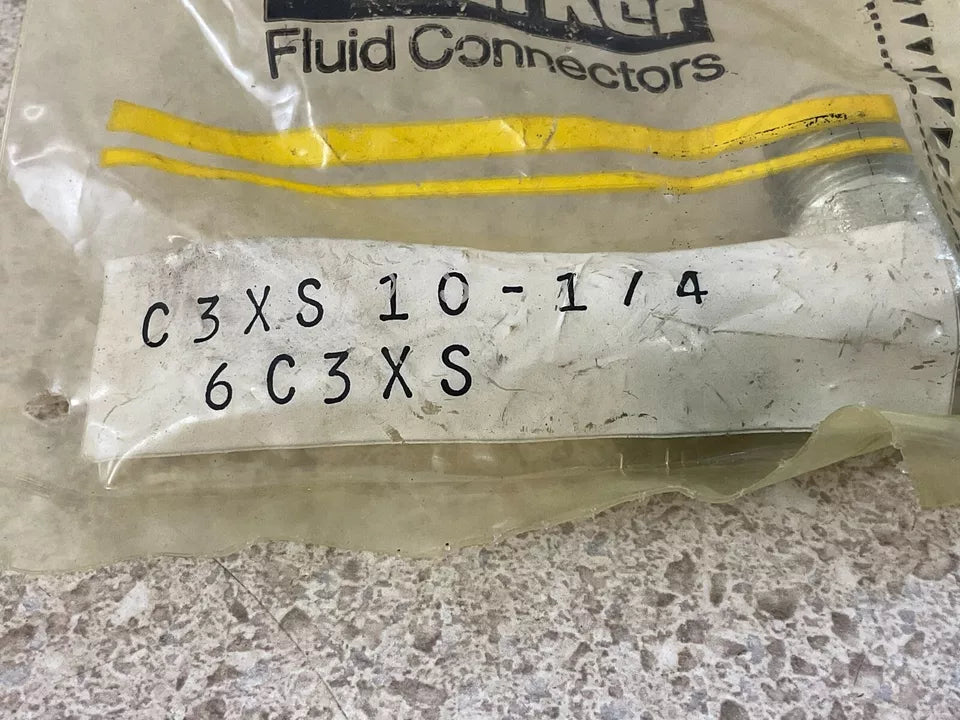 Fluid Connectors
C3XS 10-1/4
6C3XS